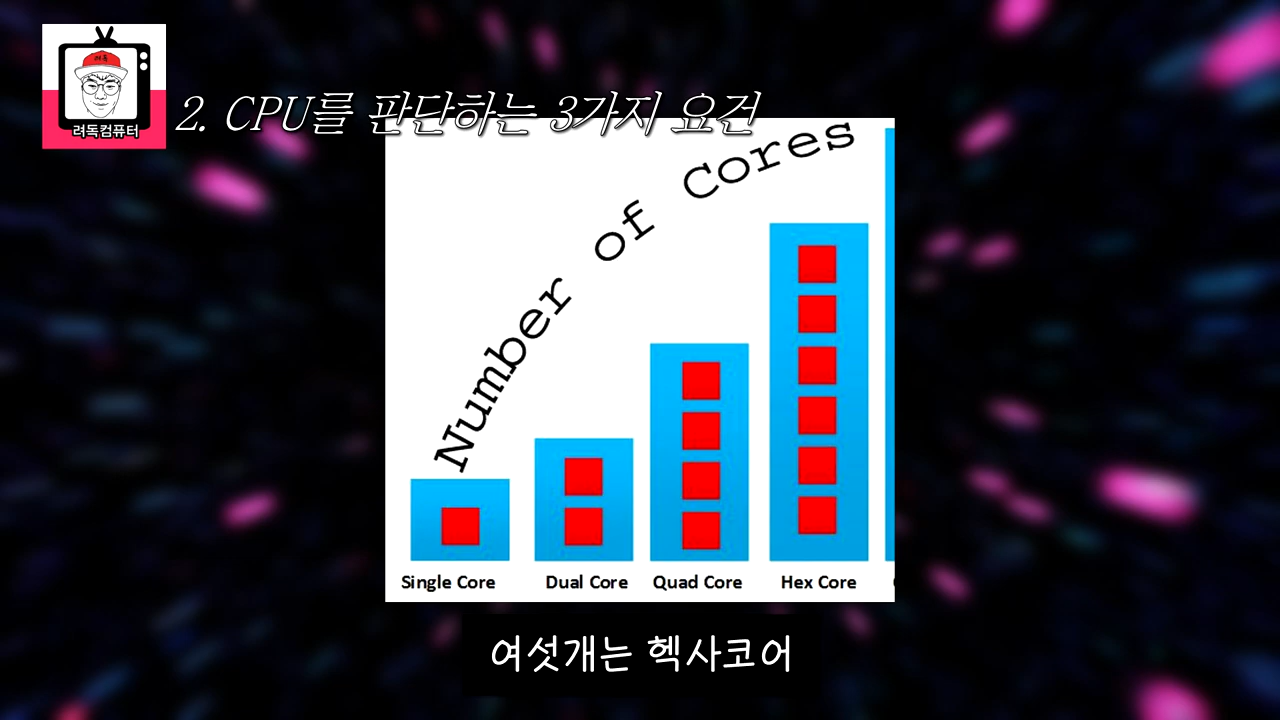 려독
려독컴퓨터
2. CPU를 판단하는 3가지 요건
Number of Cores
Single Core
Dual Core
Quad Core
Hex Core
여섯개는 헥사코어